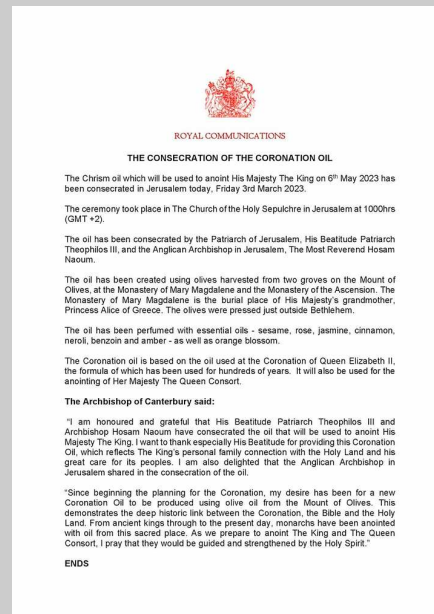 ROYAL COMMUNICATIONS
THE CONSECRATION OF THE CORONATION OIL
The Chrism oil which will be used to anoint His Majesty The King on 6th May 2023 has
been consecrated in Jerusalem today, Friday 3rd March 2023.
The ceremony took place in The Church of the Holy Sepulchre in Jerusalem at 1000hrs
(GMT +2).
The oil has been consecrated by the Patriarch of Jerusalem, His Beatitude Patriarch
Theophilos III, and the Anglican Archbishop in Jerusalem, The Most Reverend Hosam
Naoum.
The oil has been created using olives harvested from two groves on the Mount of
Olives, at the Monastery of Mary Magdalene and the Monastery of the Ascension. The
Monastery of Mary Magdalene is the burial place of His Majesty's grandmother,
Princess Alice of Greece. The olives were pressed just outside Bethlehem.
The oil has been perfumed with essential oils - sesame, rose, jasmine, cinnamon,
neroli, benzoin and amber - as well as orange blossom.
The Coronation oil is based on the oil used at the Coronation of Queen Elizabeth II,
the formula of which has been used for hundreds of years. It will also be used for the
anointing of Her Majesty The Queen Consort.
The Archbishop of Canterbury said:
"I am honoured and grateful that His Beatitude Patriarch Theophilos III and
Archbishop Hosam Naoum have consecrated the oil that will be used to anoint His
Majesty The King. I want to thank especially His Beatitude for providing this Coronation
Oil, which reflects The King's personal family connection with the Holy Land and his
great care for its peoples. I am also delighted that the Anglican Archbishop in
Jerusalem shared in the consecration of the oil.
"Since beginning the planning for the Coronation, my desire has been for a new
Coronation Oil to be produced using olive oil from the Mount of Olives. This
demonstrates the deep historic link between the Coronation, the Bible and the Holy
Land. From ancient kings through to the present day, monarchs have been anointed
with oil from this sacred place. As we prepare to anoint The King and The Queen
Consort, I pray that they would be guided and strengthened by the Holy Spirit."
ENDS